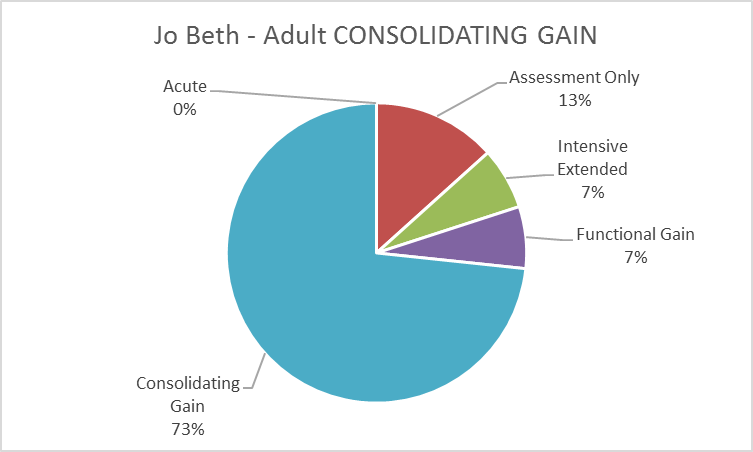 Jo Beth - Adult CONSOLIDATING GAIN
Acute
0%
Assessment Only
13%
Intensive
Extended
7%
Functional Gain
7%
Consolidating
Gain
73%